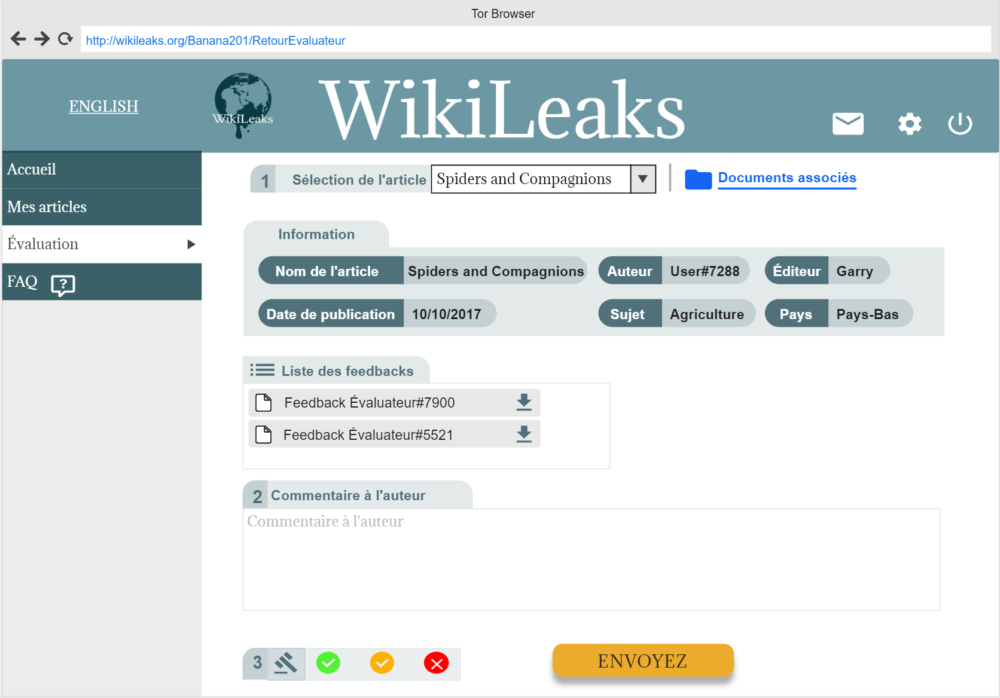 Tor Browser
http://wikileaks.org/Banana201/RetourEvaluateur
ENGLISH
WikiLeaks
WikiLeaks
Accueil
Mes articles
Évaluation
FAQ ?
1 Sélection de l'article Spiders and Compagnions Documents associés
Information
Nom de l'article Spiders and Compagnions Auteur User#7288 Éditeur Garry
Date de publication 10/10/2017 Sujet Agriculture Pays Pays-Bas
Liste des feedbacks
Feedback Évaluateur#7900
Feedback Évaluateur#5521
2 Commentaire à l'auteur
Commentaire à l'auteur
3
ENVOYEZ